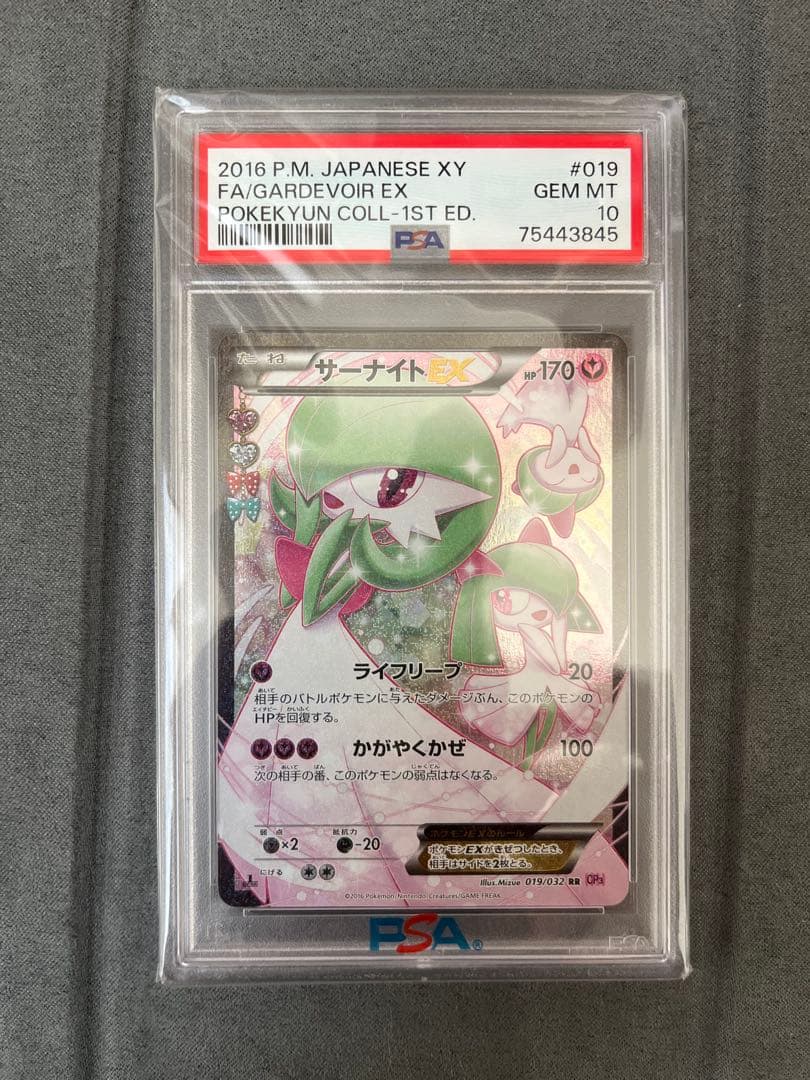 2016 P.M. JAPANESE XY #019
FA/GARDEVOIR EX GEM MT
POKEKYUN COLL-1ST ED. 10
PSA 75443845
たね サーナイトEX HP170
ライフリープ 20
相手のバトルポケモンに与えたダメージぶん、このポケモンの
HPを回復する。
かがやくかぜ 100
次の相手の番、このポケモンの弱点はなくなる。
弱点 ×2 抵抗力 -20
ポケモンEXのルール
ポケモンEXがきぜつしたとき、
相手はサイドを2枚とる。
にげる
Illus. Mizue 019/032 RR CP3
©2016 Pokémon/Nintendo/Creatures/GAME FREAK
PSA